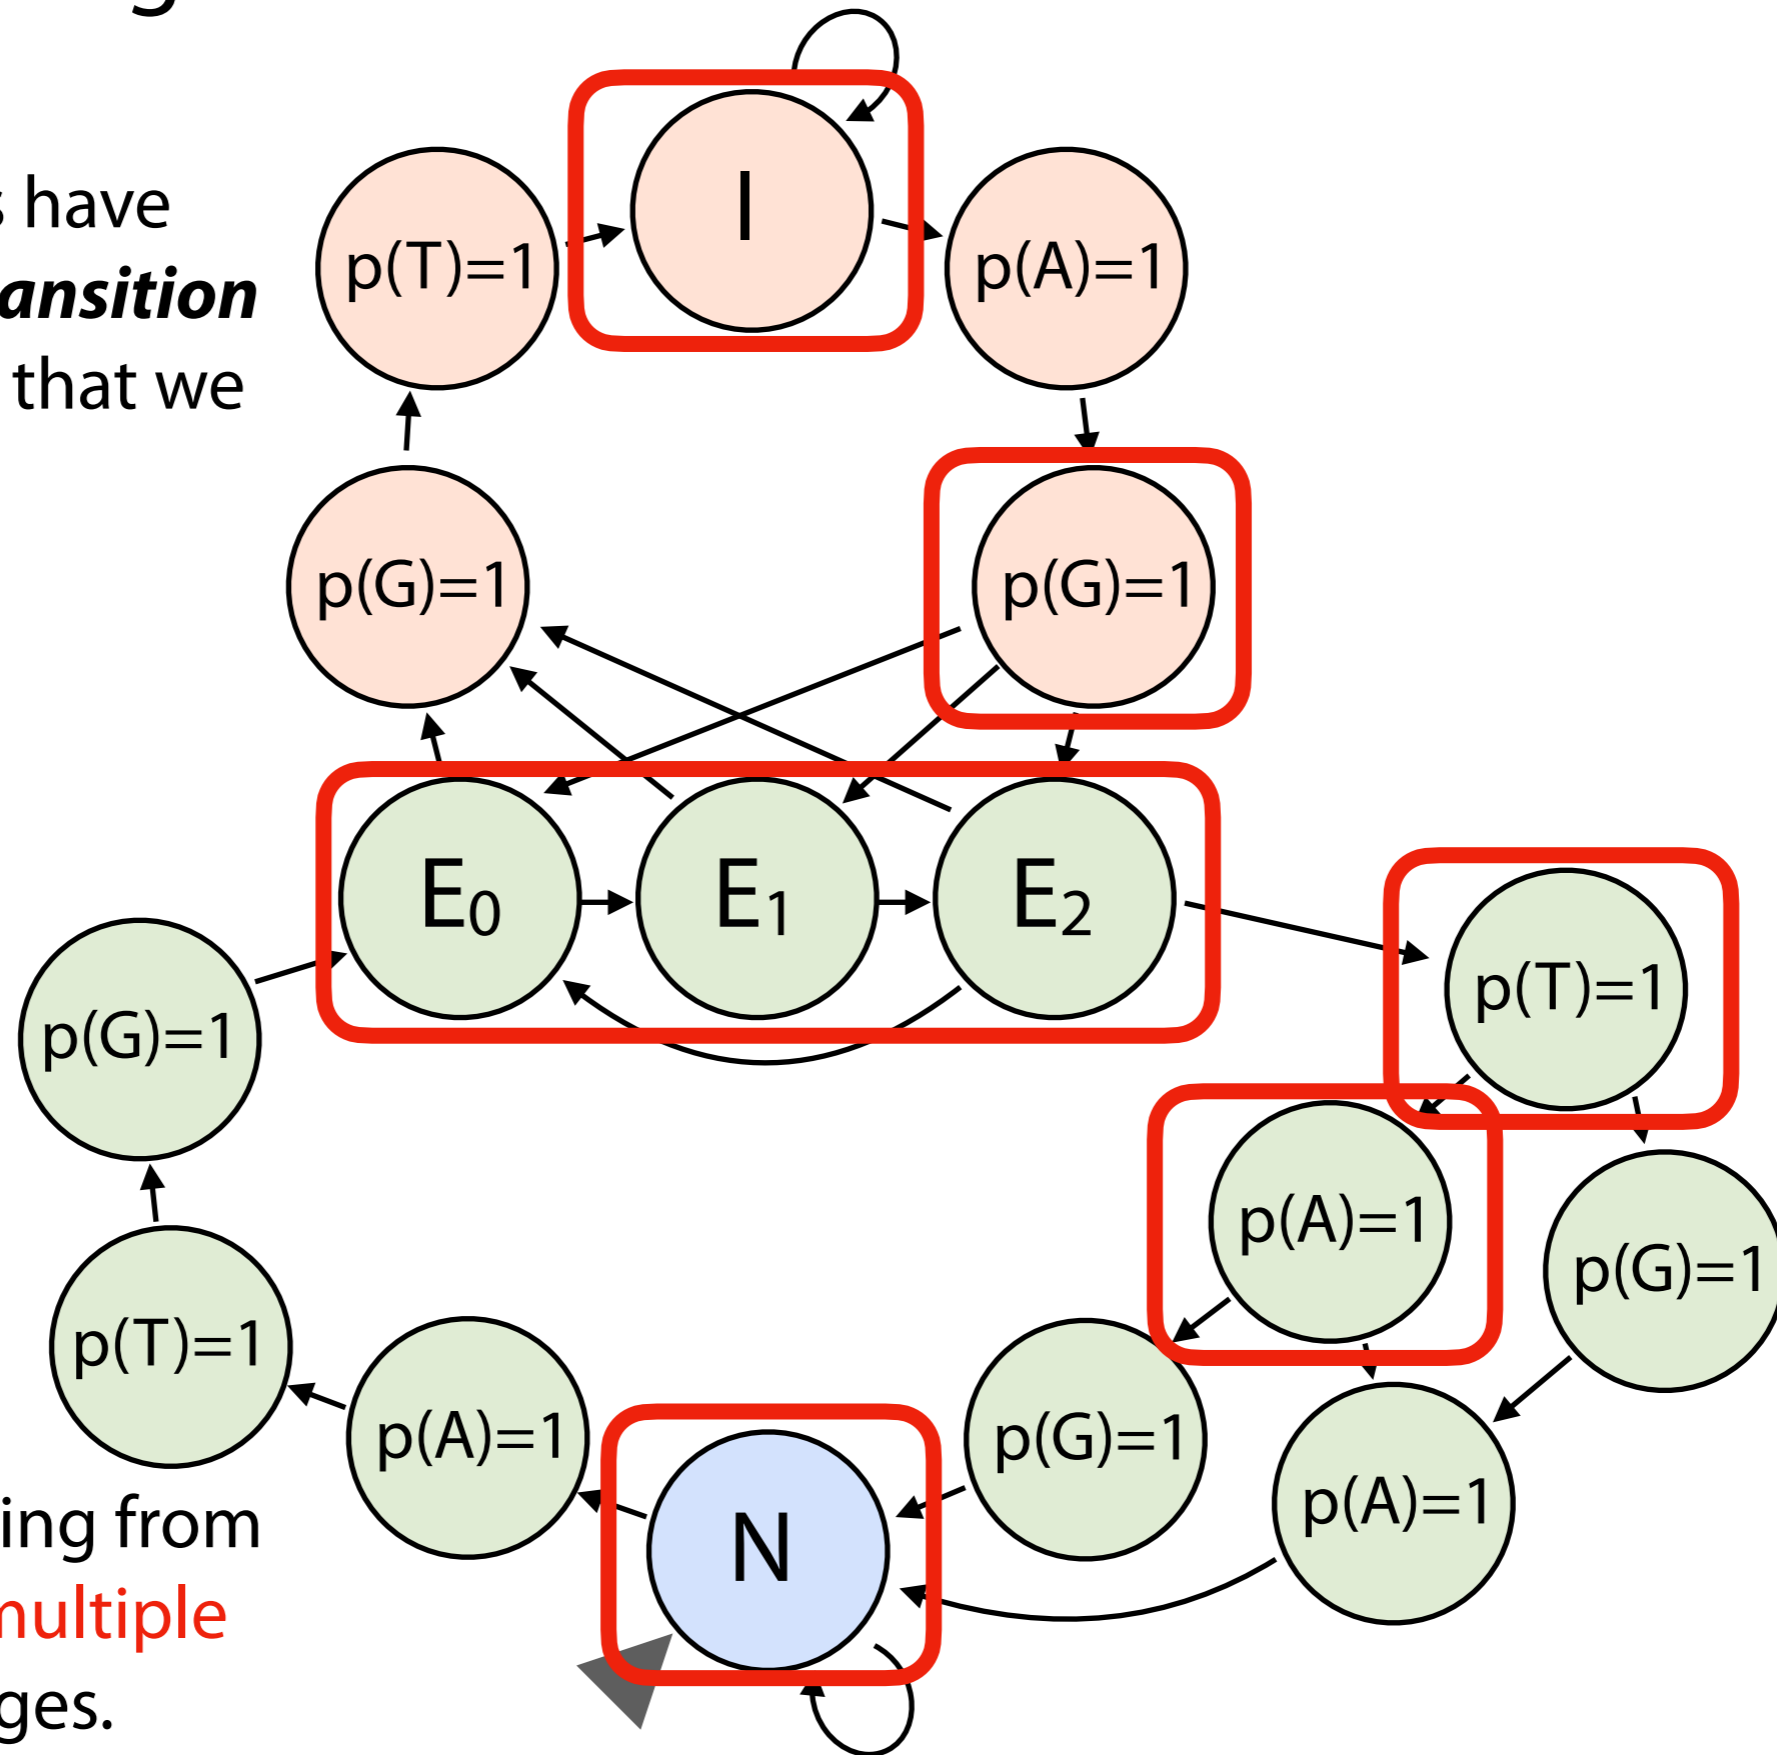 g
s have
ansition
that we
I
p(T)=1
p(A)=1
p(G)=1
p(G)=1
E0
E1
E2
p(T)=1
p(G)=1
p(A)=1
p(G)=1
p(T)=1
p(A)=1
p(G)=1
p(A)=1
N
ing from
multiple
ges.